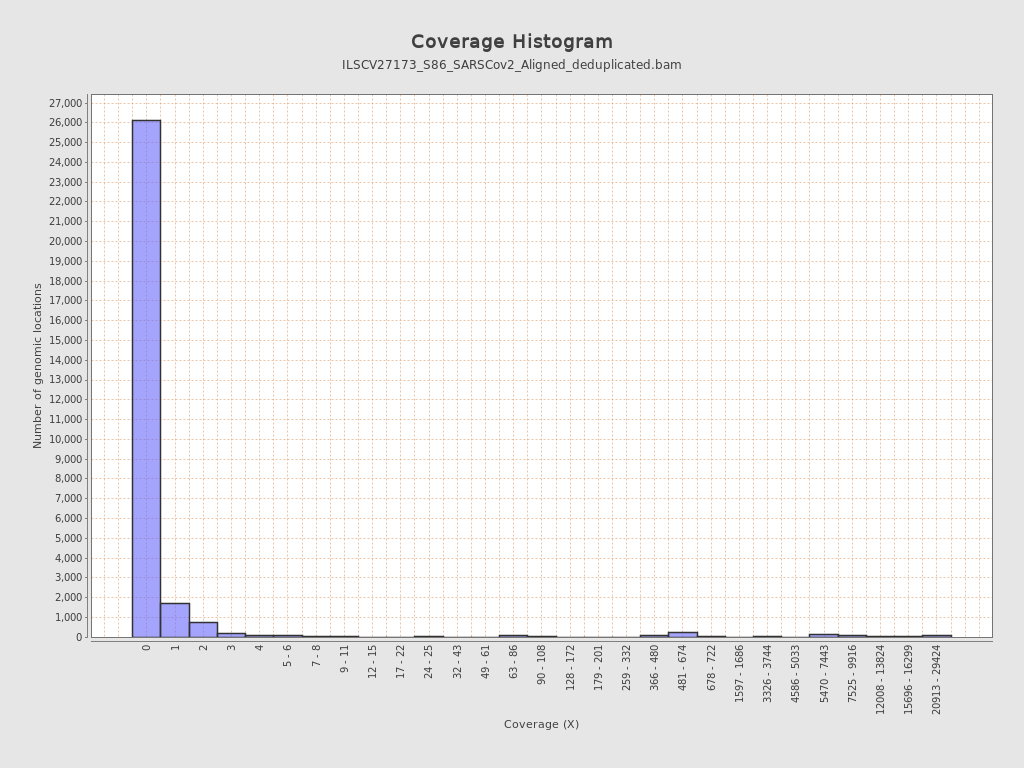 Coverage Histogram
ILSCV27173_S86_SARSCov2_Aligned_deduplicated.bam
Number of genomic locations
27,000
26,000
25,000
24,000
23,000
22,000
21,000
20,000
19,000
18,000
17,000
16,000
15,000
14,000
13,000
12,000
11,000
10,000
9,000
8,000
7,000
6,000
5,000
4,000
3,000
2,000
1,000
0
0
1
2
3
4
5 - 6
7 - 8
9 - 11
12 - 15
17 - 22
24 - 25
32 - 43
49 - 61
63 - 86
90 - 108
128 - 172
179 - 201
259 - 332
366 - 480
481 - 674
678 - 722
1597 - 1686
3326 - 3744
4586 - 5033
5470 - 7443
7525 - 9916
12008 - 13824
15696 - 16299
20913 - 29424
Coverage (X)